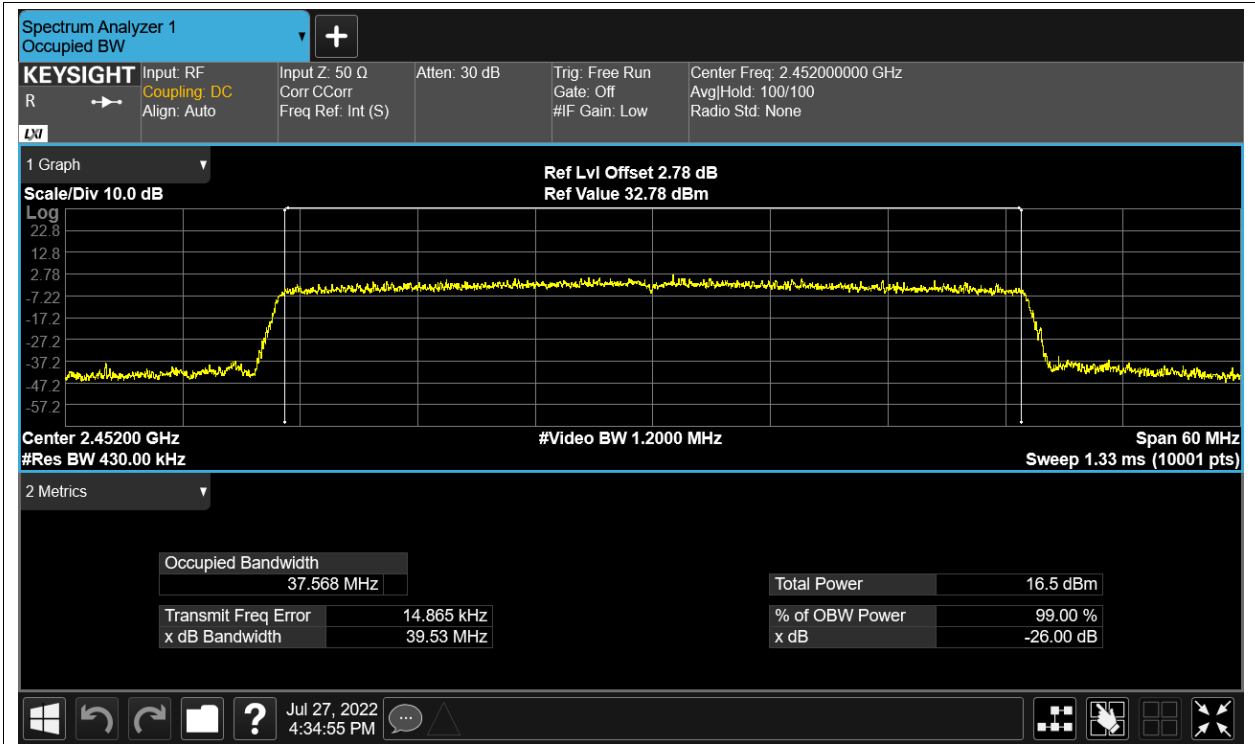 Spectrum Analyzer 1
Occupied BW
KEYSIGHT
R
LXI
Input: RF
Coupling: DC
Align: Auto
Input Z: 50 Ω
Corr CCorr
Freq Ref: Int (S)
Atten: 30 dB
Trig: Free Run
Gate: Off
#IF Gain: Low
Center Freq: 2.452000000 GHz
Avg|Hold: 100/100
Radio Std: None
1 Graph
Scale/Div 10.0 dB
Ref Lvl Offset 2.78 dB
Ref Value 32.78 dBm
Log
22.8
12.8
2.78
-7.22
-17.2
-27.2
-37.2
-47.2
-57.2
Center 2.45200 GHz
#Video BW 1.2000 MHz
Span 60 MHz
#Res BW 430.00 kHz
Sweep 1.33 ms (10001 pts)
2 Metrics
Occupied Bandwidth
37.568 MHz
Transmit Freq Error 14.865 kHz
x dB Bandwidth 39.53 MHz
Total Power 16.5 dBm
% of OBW Power 99.00 %
x dB -26.00 dB
?
Jul 27, 2022
4:34:55 PM